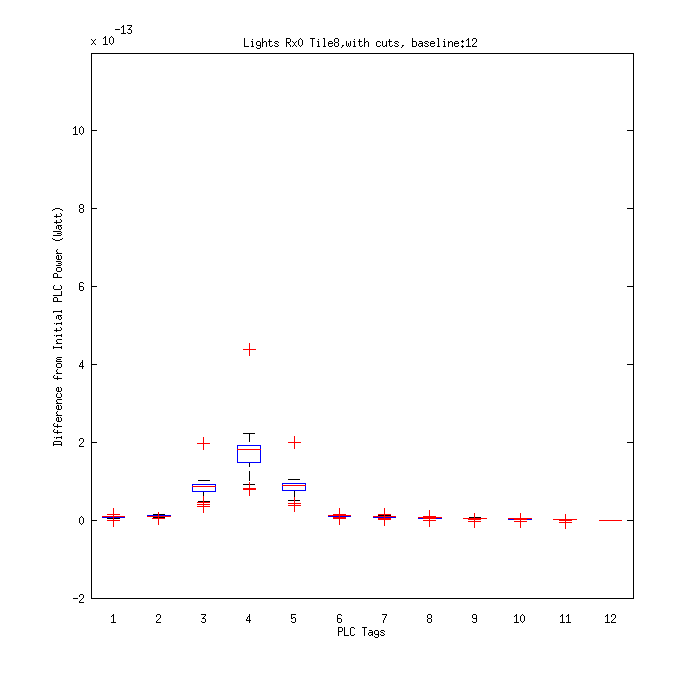 x 10-13
Lights Rx0 Tile8,with cuts, baseline:12
Difference from Initial PLC Power (Watt)
10
8
6
4
2
0
-2
1 2 3 4 5 6 7 8 9 10 11 12
PLC Tags